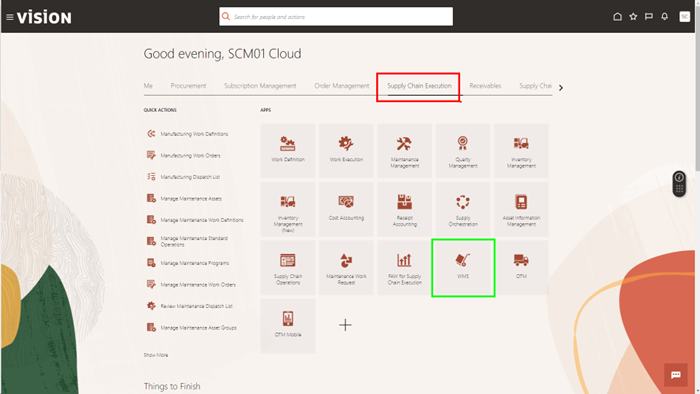 vision
Search for people and actions
SC
Good evening, SCM01 Cloud
Me Procurement Subscription Management Order Management Supply Chain Execution Receivables Supply Chai
QUICK ACTIONS
Manufacturing Work Definitions
Manufacturing Work Orders
Manufacturing Dispatch List
Manage Maintenance Assets
Manage Maintenance Work Definitions
Manage Maintenance Standard
Operations
Manage Maintenance Programs
Manage Maintenance Work Orders
Review Maintenance Dispatch List
Manage Maintenance Asset Groups
Show More
APPS
Work Definition
Work Execution
Maintenance
Management
Quality
Management
Inventory
Management
Inventory
Management
(New)
Cost Accounting
Receipt
Accounting
Supply
Orchestration
Asset Information
Management
Supply Chain
Operations
Maintenance Work
Request
FAW for Supply
Chain Execution
WMS
OTM
OTM Mobile
Things to Finish